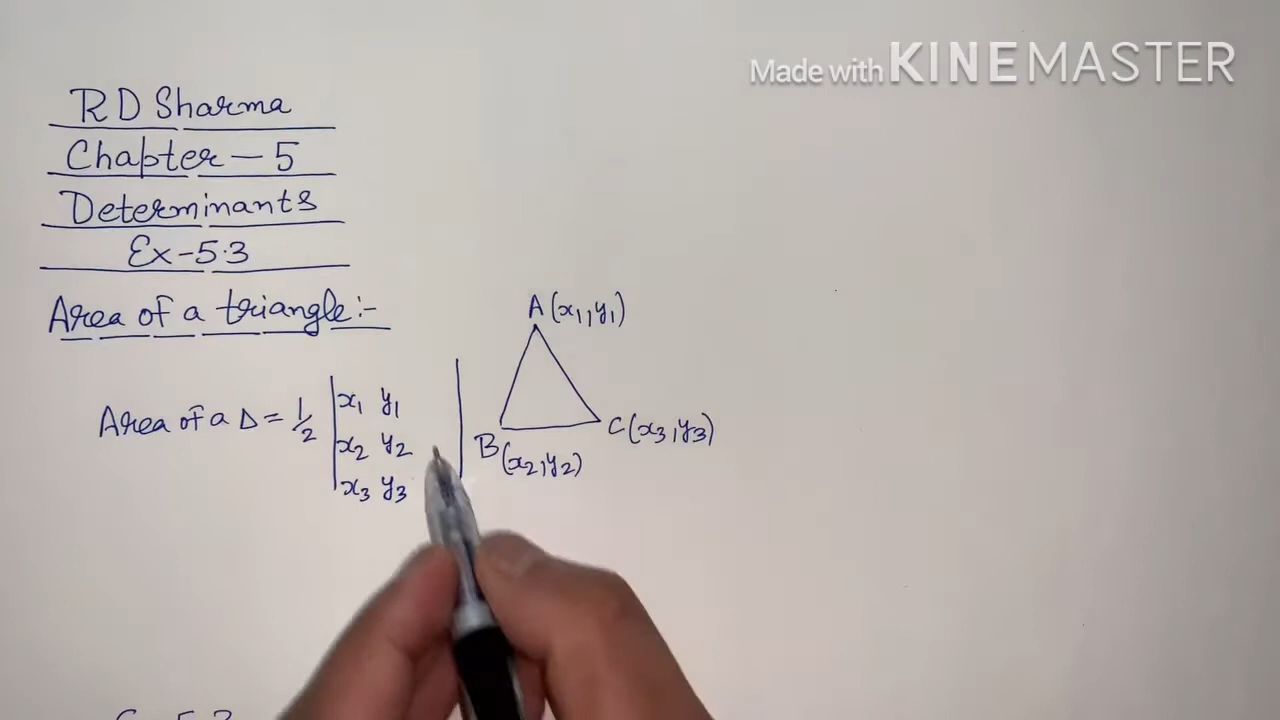 Made with KINEMASTER
RD Sharma
Chapter - 5
Determinants
Ex-5.3
Area of a triangle:-
A(x1,y1)
Area of a Δ = 1/2 | x1 y1 |
| x2 y2 |
| x3 y3 |
B(x2,y2)
C(x3,y3)